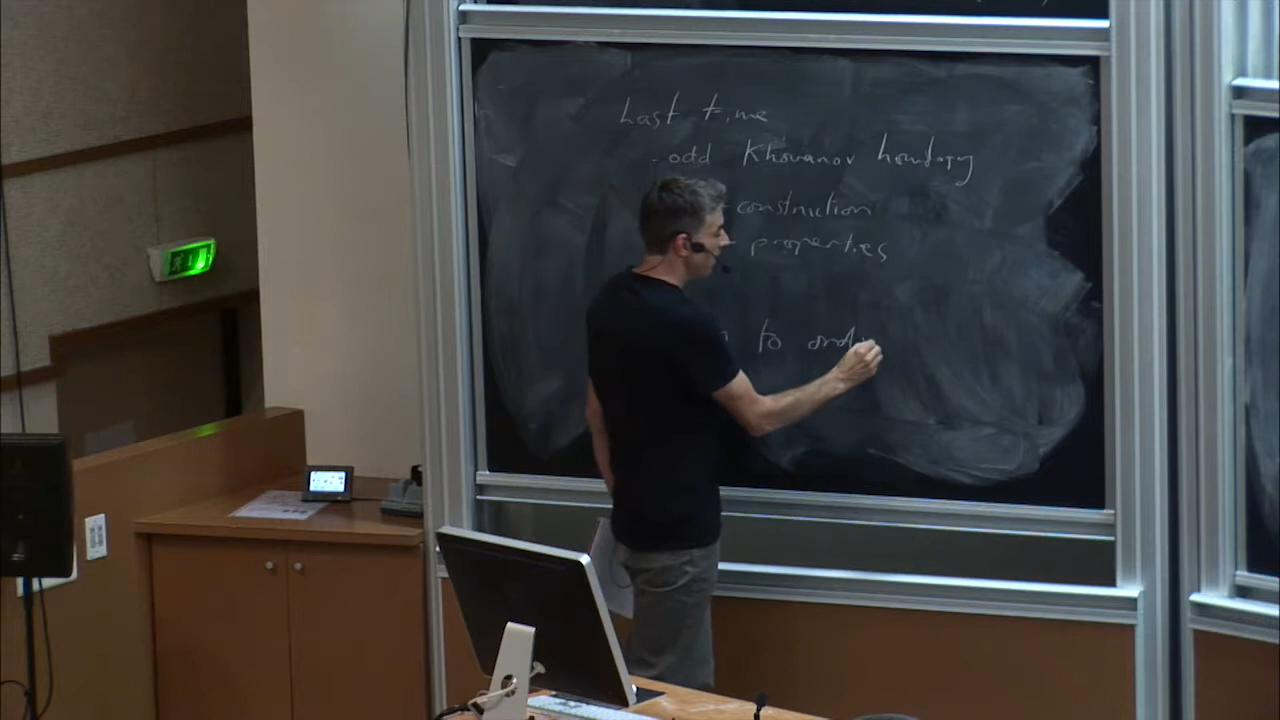 Last time
- odd Khovanov homology
- construction
- properties
to